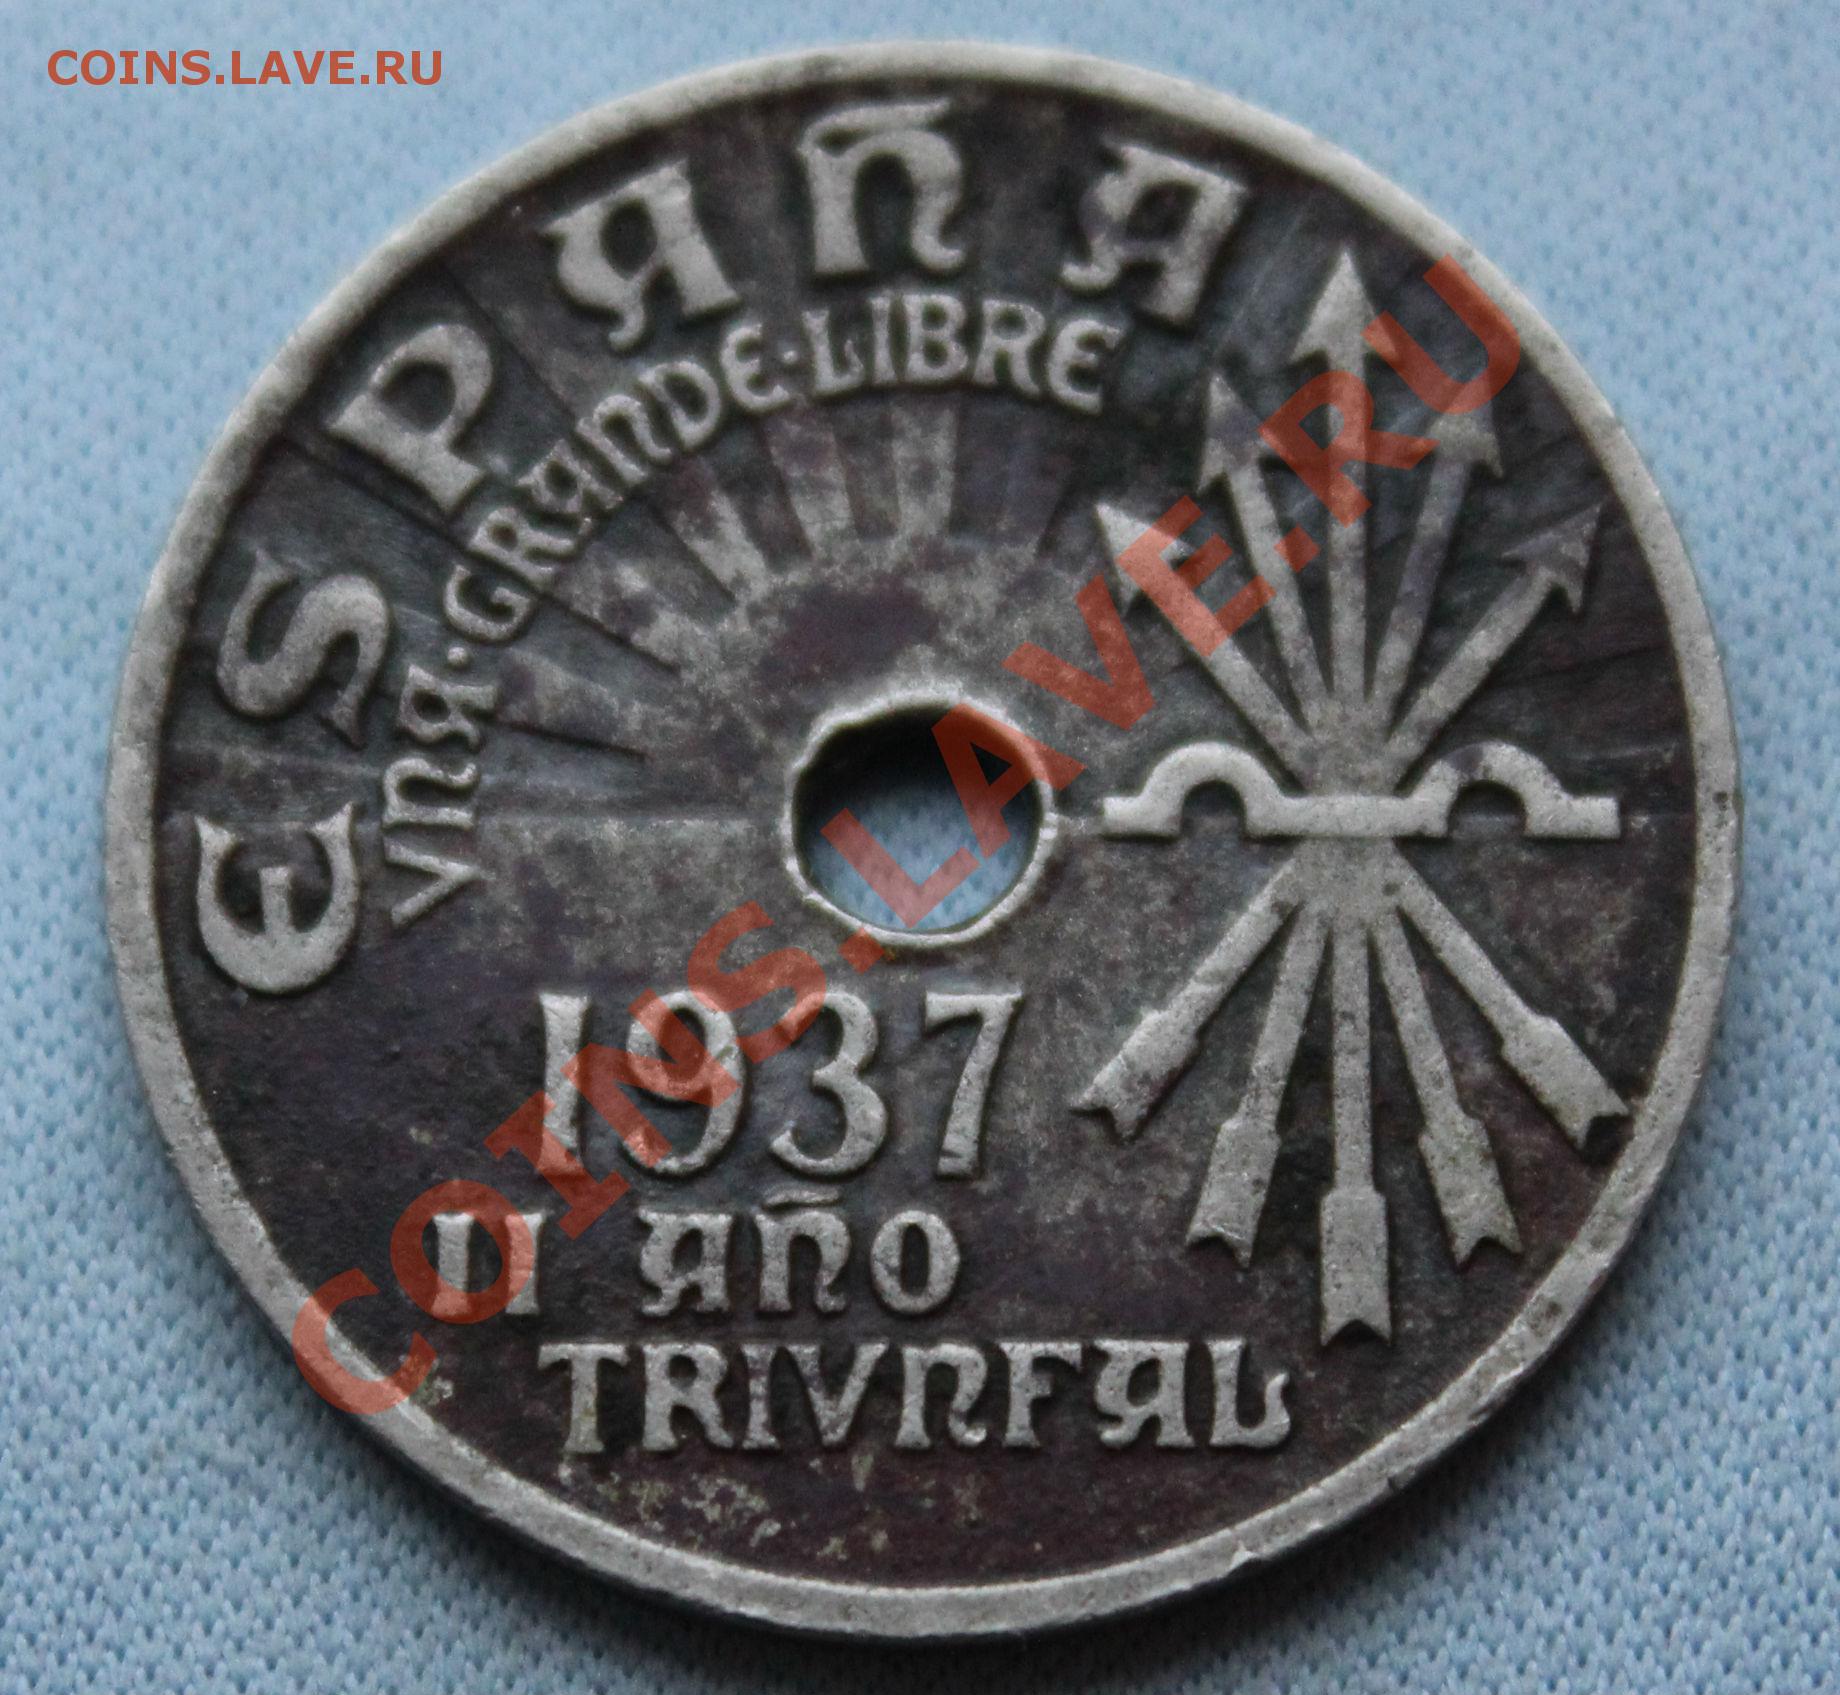 COINS.LAVE.RU
ESPAÑA
VNA·GRANDE·LIBRE
1937
II AÑO
TRIVNFAL
COINS.LAVE.RU